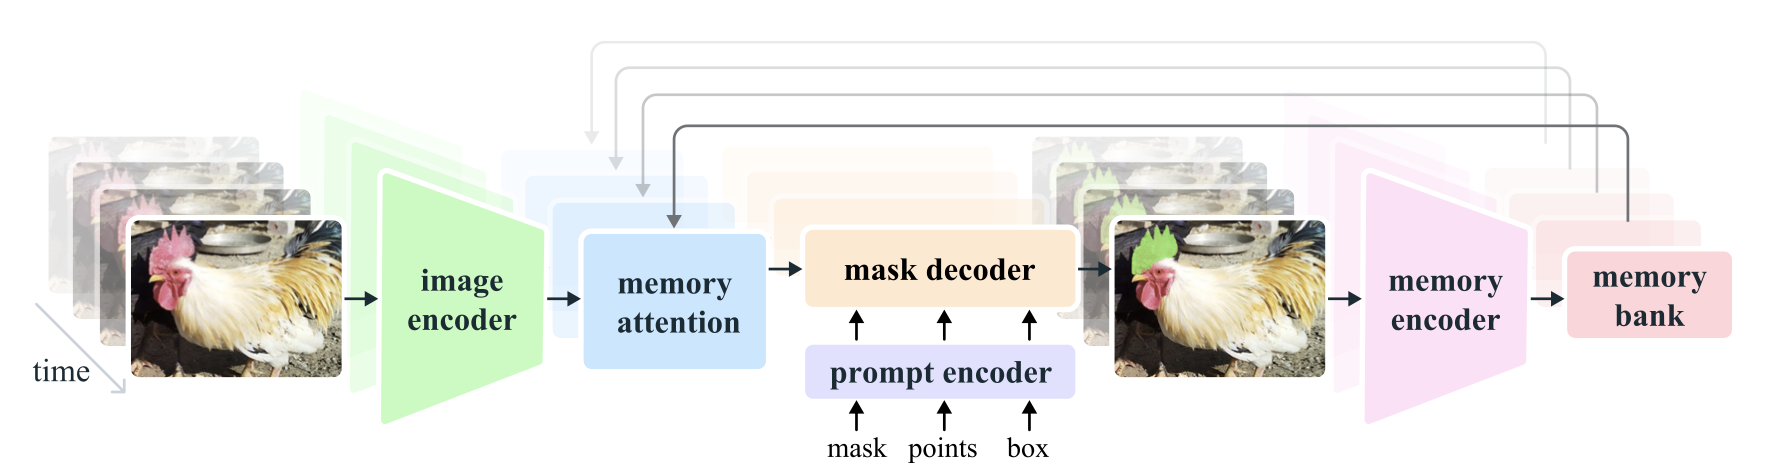 time
image
encoder
memory
attention
mask decoder
prompt encoder
mask points box
memory
encoder
memory
bank